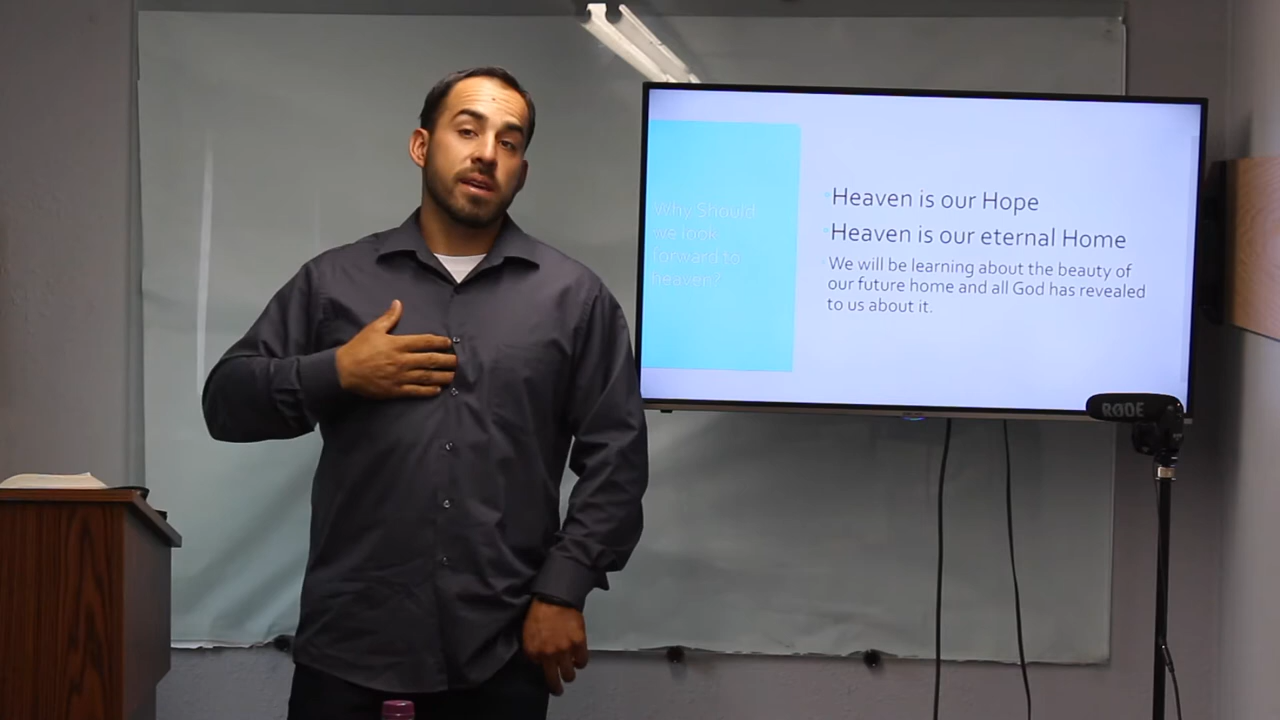 Why Should
we look
forward to
heaven?
Heaven is our Hope
Heaven is our eternal Home
We will be learning about the beauty of
our future home and all God has revealed
to us about it.
RØDE